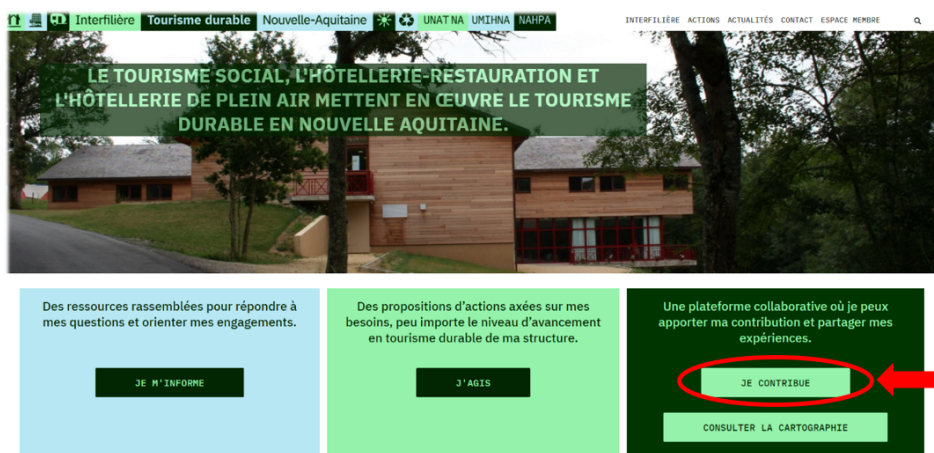 Interfilière Tourisme durable Nouvelle-Aquitaine UNAT NA UMIHNA NAHPA
INTERFILIÈRE ACTIONS ACTUALITÉS CONTACT ESPACE MEMBRE
LE TOURISME SOCIAL, L'HÔTELLERIE-RESTAURATION ET
L'HÔTELLERIE DE PLEIN AIR METTENT EN ŒUVRE LE TOURISME
DURABLE EN NOUVELLE AQUITAINE.
Des ressources rassemblées pour répondre à
mes questions et orienter mes engagements.
JE M'INFORME
Des propositions d'actions axées sur mes
besoins, peu importe le niveau d'avancement
en tourisme durable de ma structure.
J'AGIS
Une plateforme collaborative où je peux
apporter ma contribution et partager mes
expériences.
JE CONTRIBUE
CONSULTER LA CARTOGRAPHIE